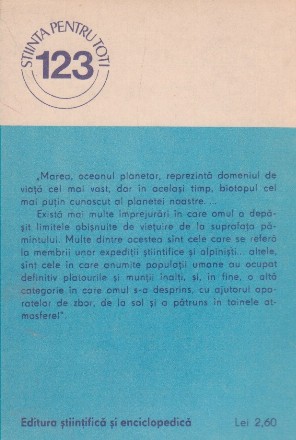 ȘTIINȚA PENTRU TOȚI
123
„Marea, oceanul planetar, reprezintă domeniul de
viață cel mai vast, dar în același timp, biotopul cel
mai puțin cunoscut al planetei noastre. ...
Există mai multe împrejurări în care omul a depă-
șit limitele obișnuite de viețuire de la suprafața pă-
mîntului. Multe dintre acestea sînt cele care se referă
la membrii unor expediții științifice și alpiniști... altele,
sînt cele în care anumite populații umane au ocupat
definitiv platourile și munții înalți, și, în fine, o altă
categorie în care omul s-a desprins, cu ajutorul apa-
ratelor de zbor, de la sol și a pătruns în tainele at-
mosferei".
Editura științifică și enciclopedică
Lei 2,60